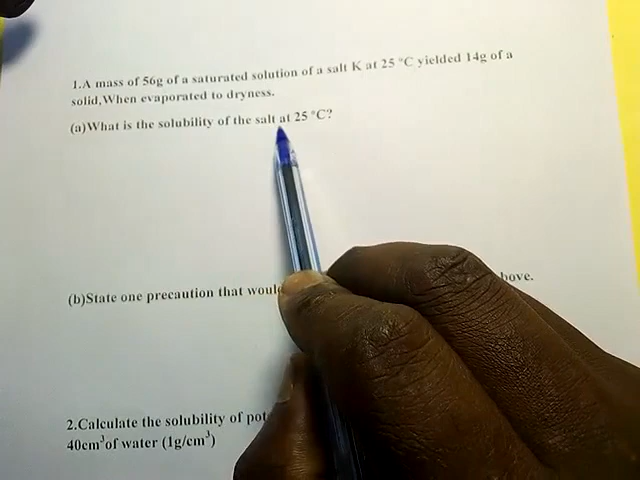 1.A mass of 56g of a saturated solution of a salt K at 25 °C yielded 14g of a
solid,When evaporated to dryness.
(a)What is the solubility of the salt at 25 °C?
(b)State one precaution that would bove.
2.Calculate the solubility of pot
40cm³of water (1g/cm³)